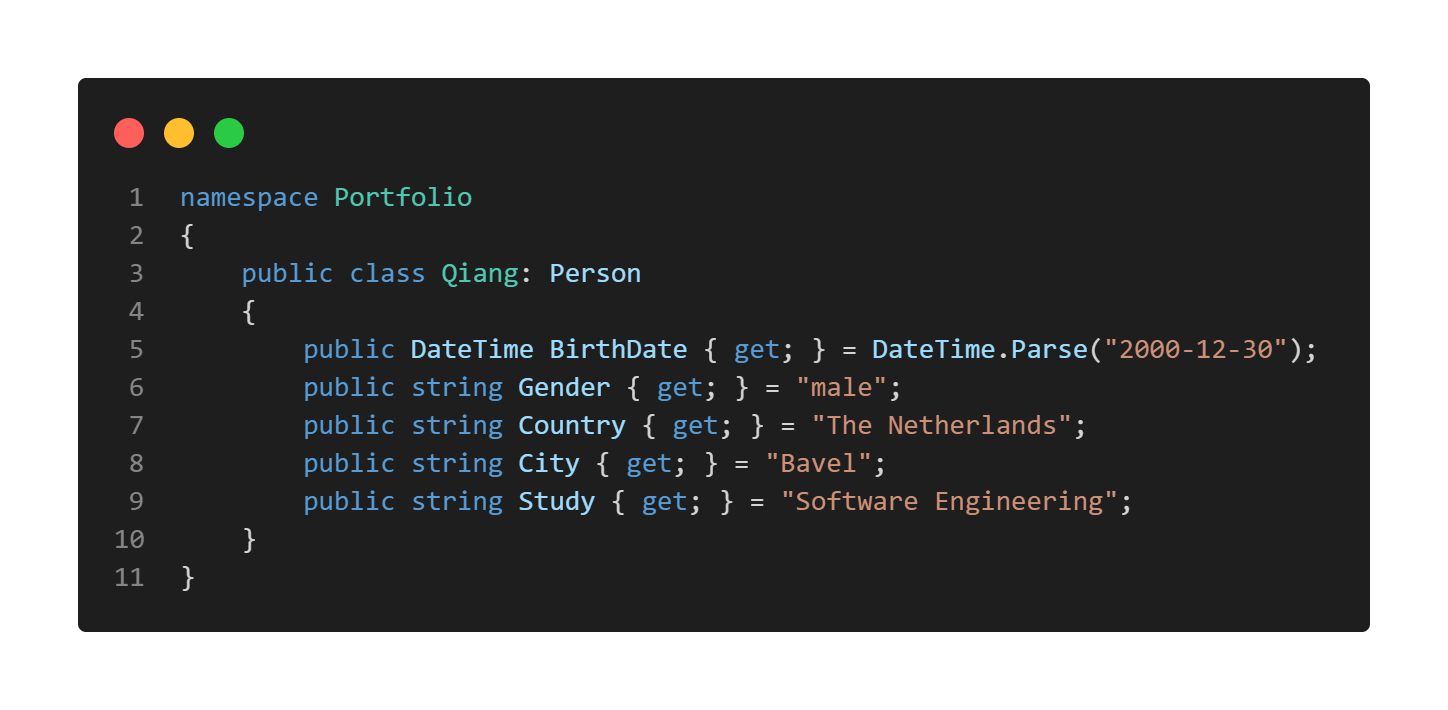 1 namespace Portfolio
2 {
3     public class Qiang: Person
4     {
5         public DateTime BirthDate { get; } = DateTime.Parse("2000-12-30");
6         public string Gender { get; } = "male";
7         public string Country { get; } = "The Netherlands";
8         public string City { get; } = "Bavel";
9         public string Study { get; } = "Software Engineering";
10     }
11 }